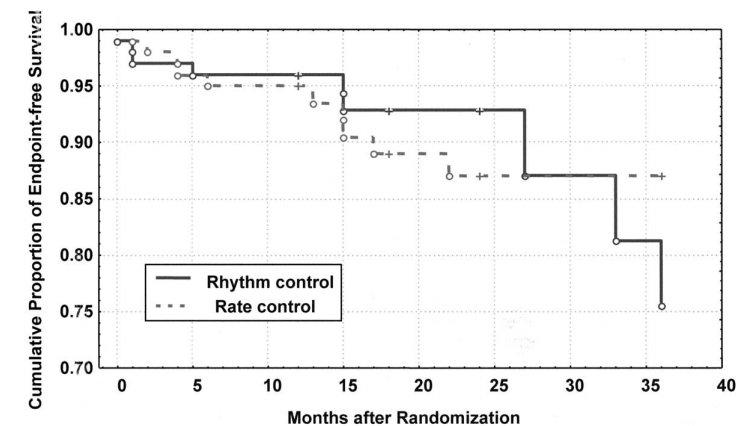 Cumulative Proportion of Endpoint-free Survival
1.00
0.95
0.90
0.85
0.80
0.75
0.70
Rhythm control
Rate control
0 5 10 15 20 25 30 35 40
Months after Randomization